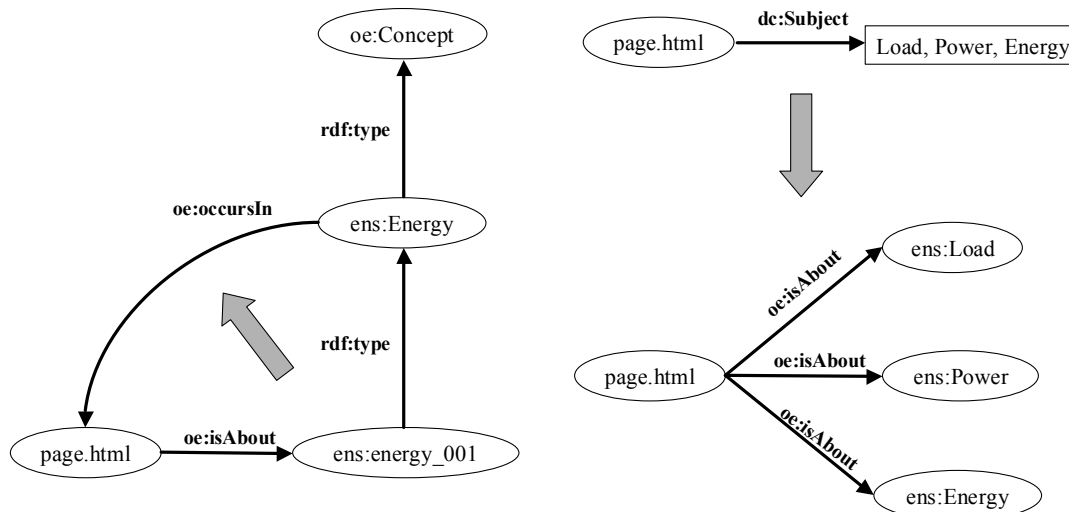 oe:Concept
rdf:type
oe:occursIn
ens:Energy
rdf:type
page.html
oe:isAbout
ens:energy_001
page.html
dc:Subject
Load, Power, Energy
page.html
oe:isAbout
ens:Load
oe:isAbout
ens:Power
oe:isAbout
ens:Energy